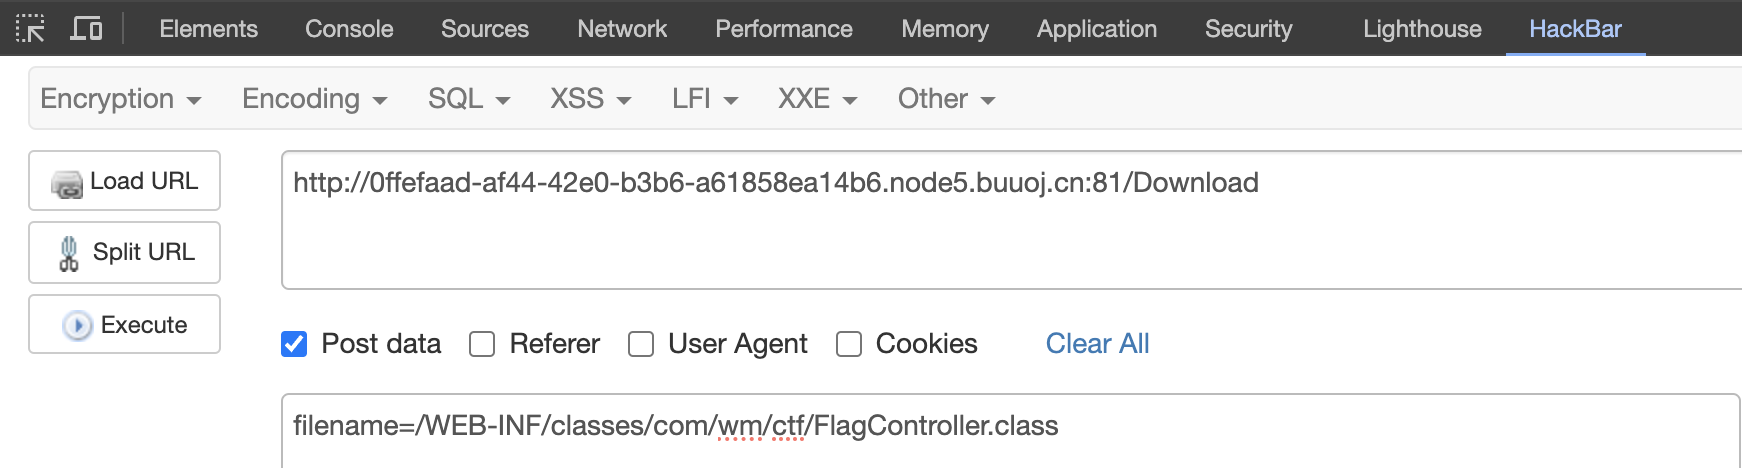 Elements Console Sources Network Performance Memory Application Security Lighthouse HackBar
Encryption Encoding SQL XSS LFI XXE Other
Load URL
http://0ffefaad-af44-42e0-b3b6-a61858ea14b6.node5.buuoj.cn:81/Download
Split URL
Execute
Post data Referer User Agent Cookies Clear All
filename=/WEB-INF/classes/com/wm/ctf/FlagController.class